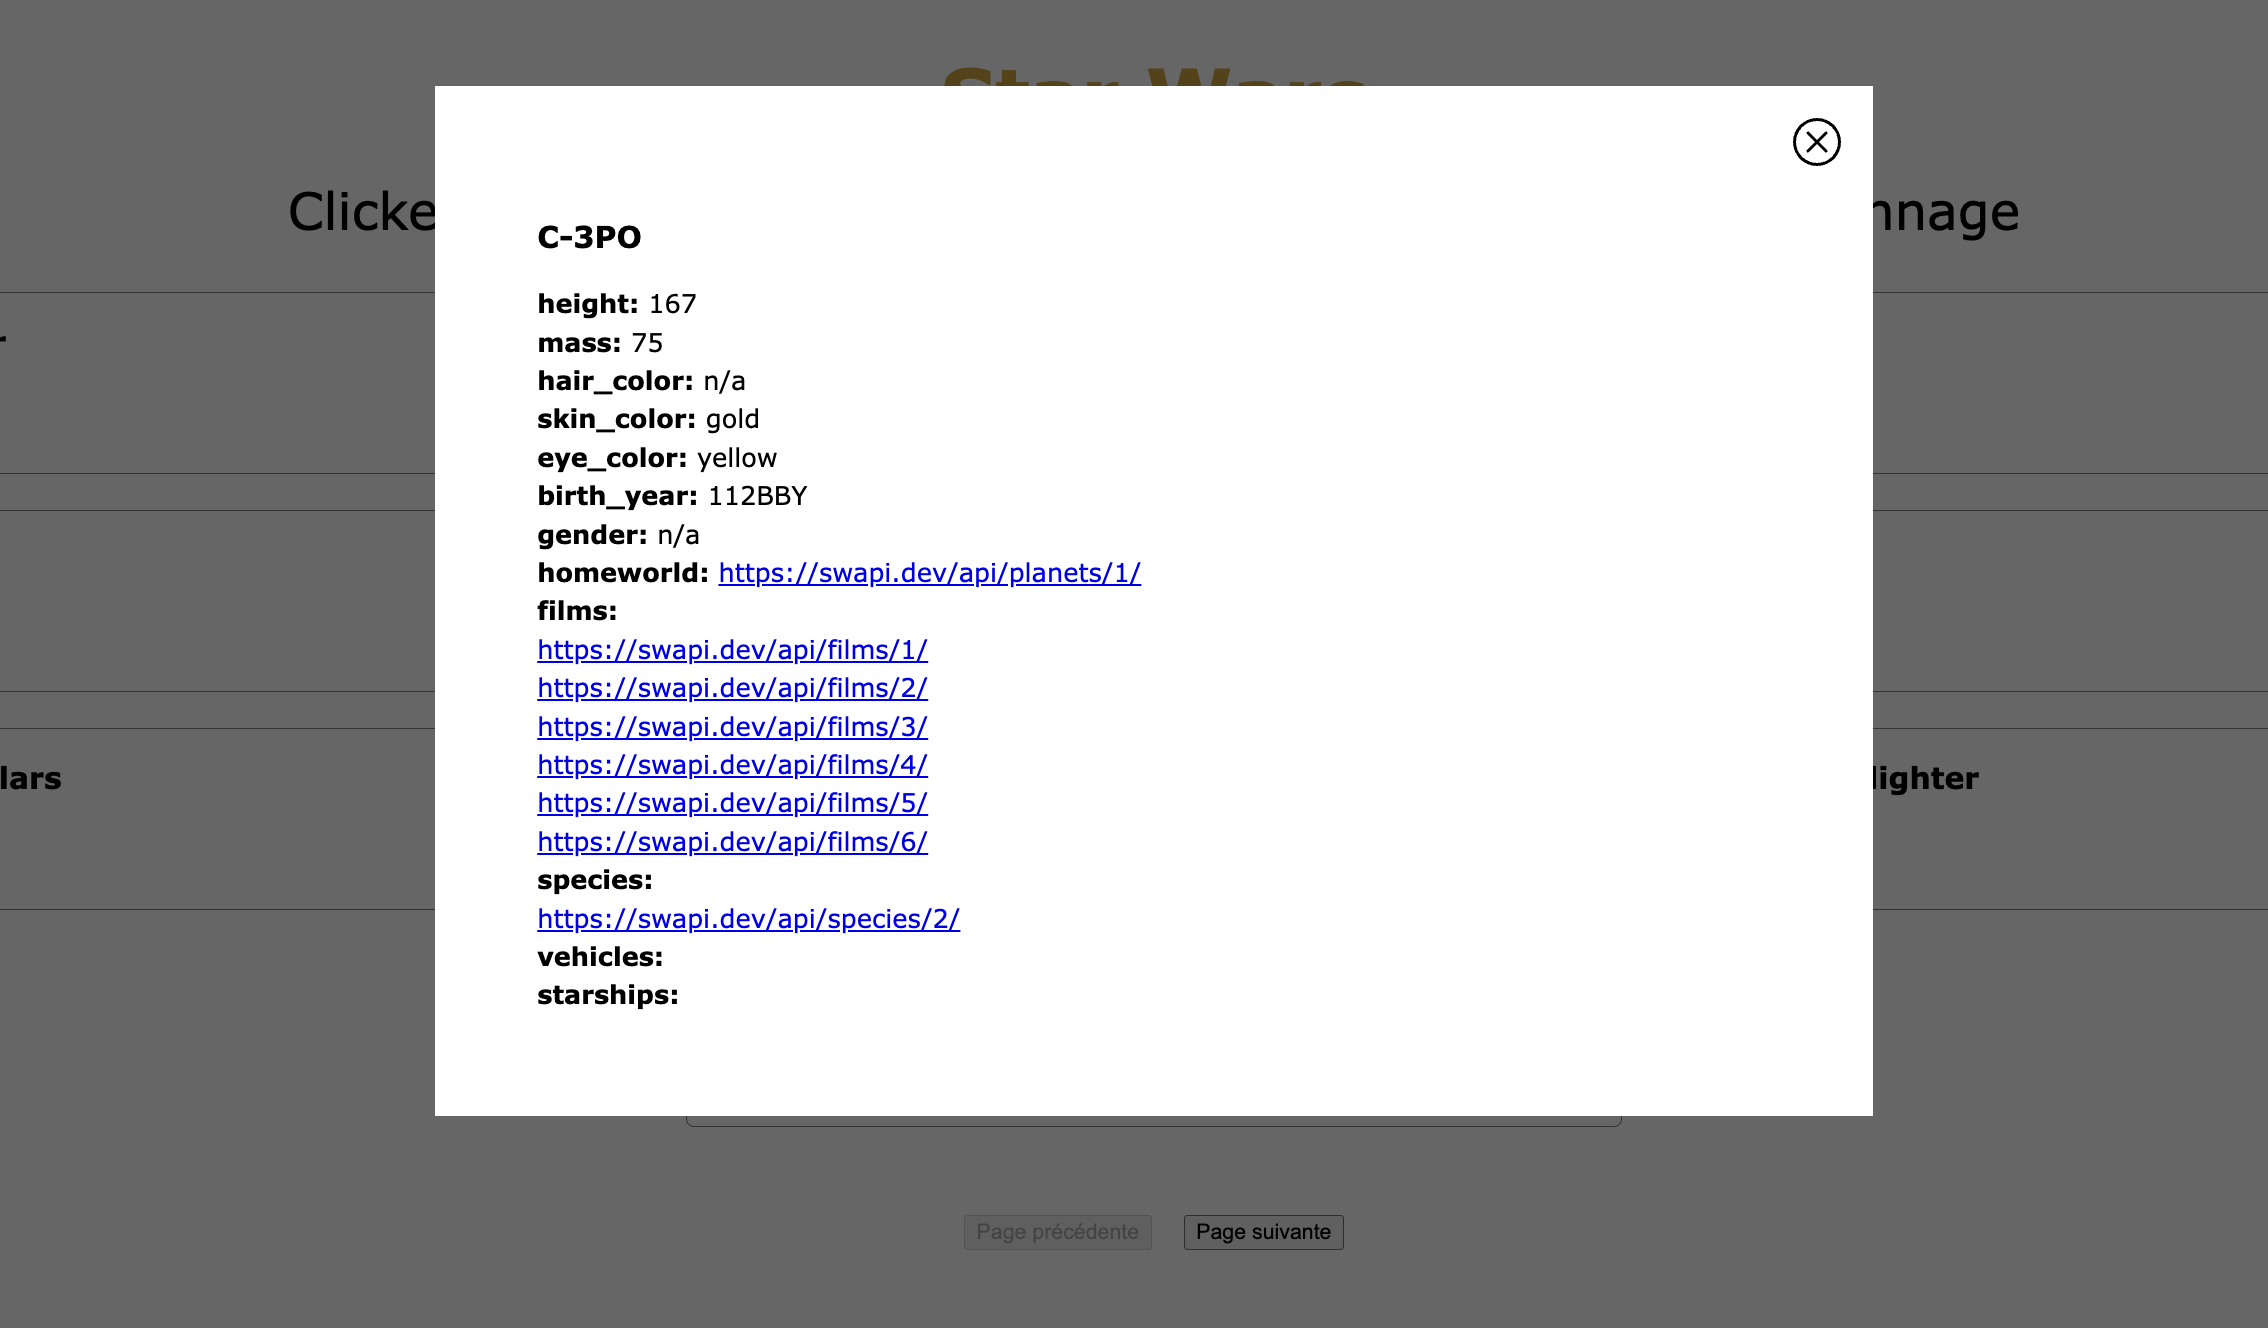 Star Wars
Clicke
nnage
C-3PO
height: 167
mass: 75
hair_color: n/a
skin_color: gold
eye_color: yellow
birth_year: 112BBY
gender: n/a
homeworld: https://swapi.dev/api/planets/1/
films:
https://swapi.dev/api/films/1/
https://swapi.dev/api/films/2/
https://swapi.dev/api/films/3/
https://swapi.dev/api/films/4/
lars
lighter
https://swapi.dev/api/films/5/
https://swapi.dev/api/films/6/
species:
https://swapi.dev/api/species/2/
vehicles:
starships:
Page précédente
Page suivante